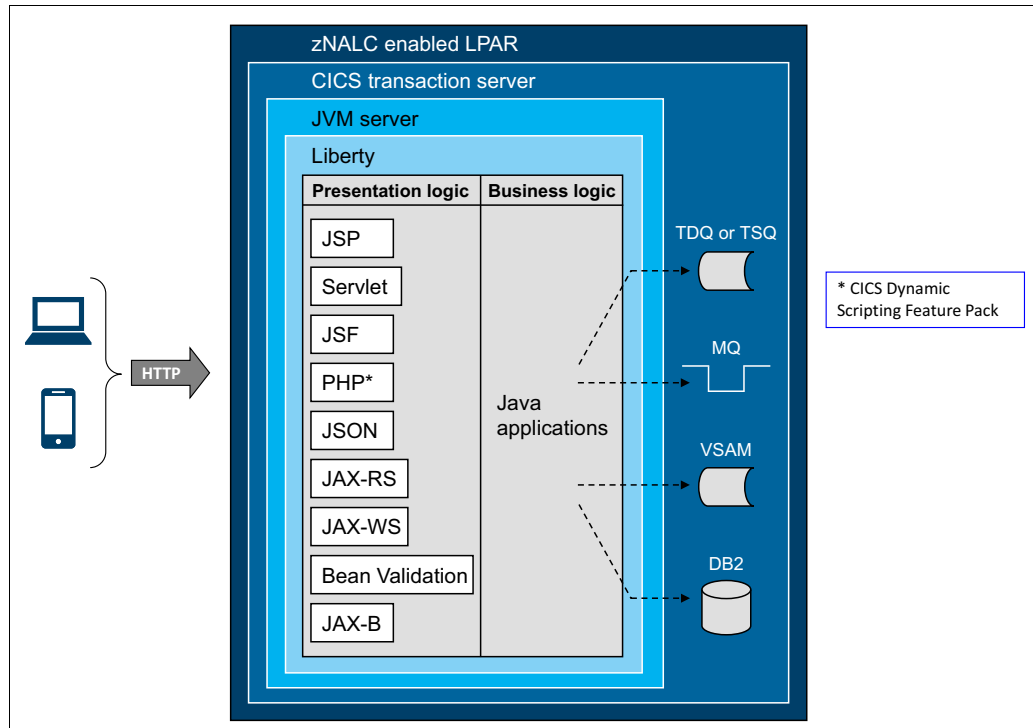 zNALC enabled LPAR
CICS transaction server
JVM server
Liberty
Presentation logic
Business logic
JSP
Servlet
JSF
PHP*
JSON
JAX-RS
JAX-WS
Bean Validation
JAX-B
Java
applications
HTTP
TDQ or TSQ
MQ
VSAM
DB2
* CICS Dynamic
Scripting Feature Pack